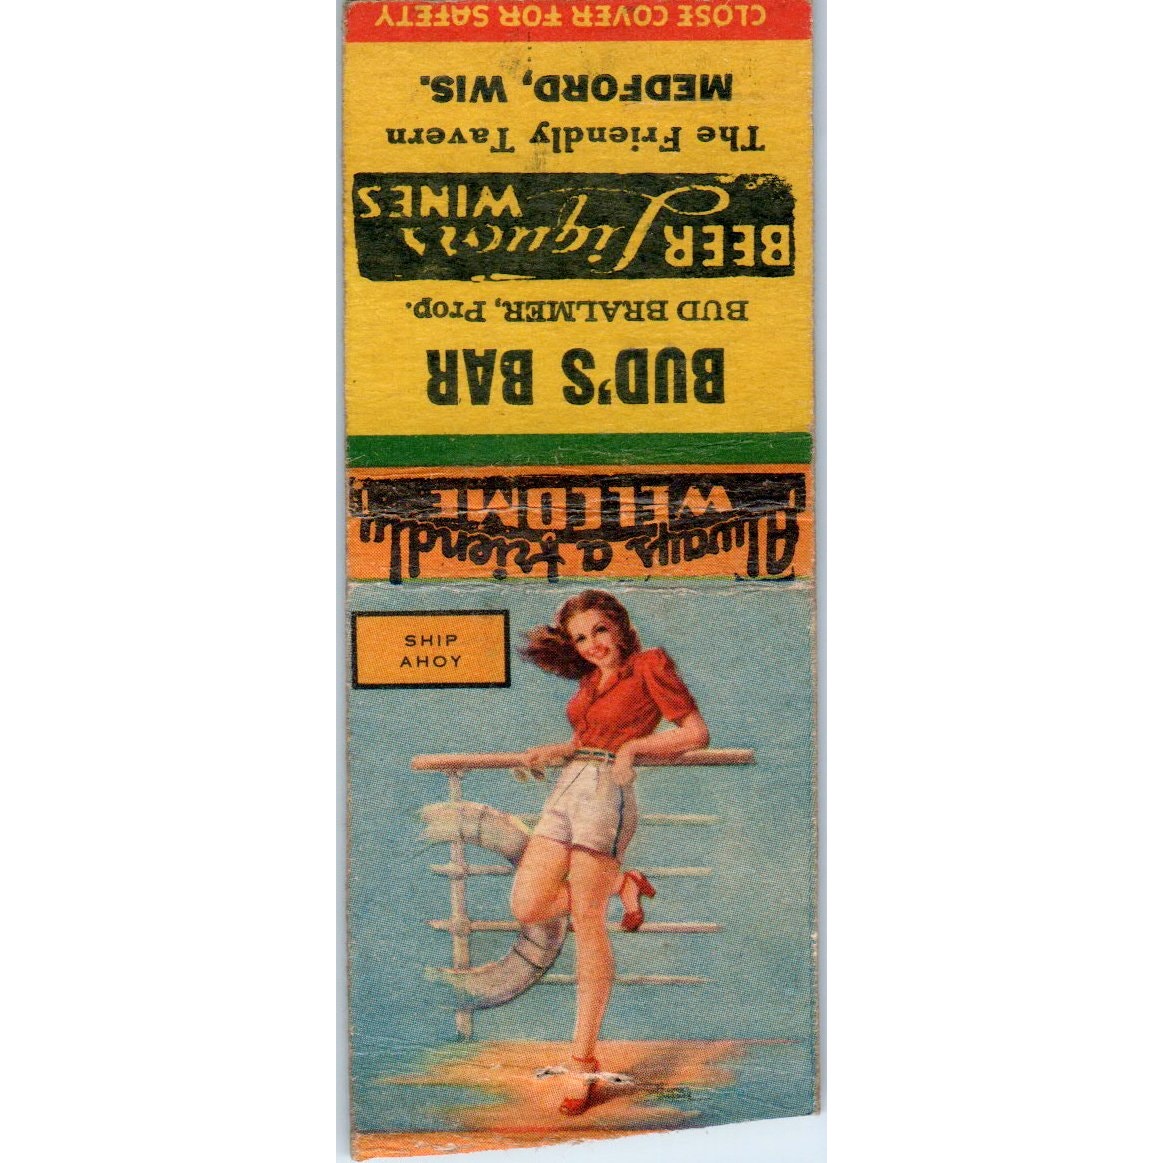 BUD'S BAR
BUD BRALMER, Prop.
BEER Liquors WINES
The Friendly Tavern
MEDFORD, WIS.
CLOSE COVER FOR SAFETY
Always a friendly
WELCOME
SHIP
AHOY